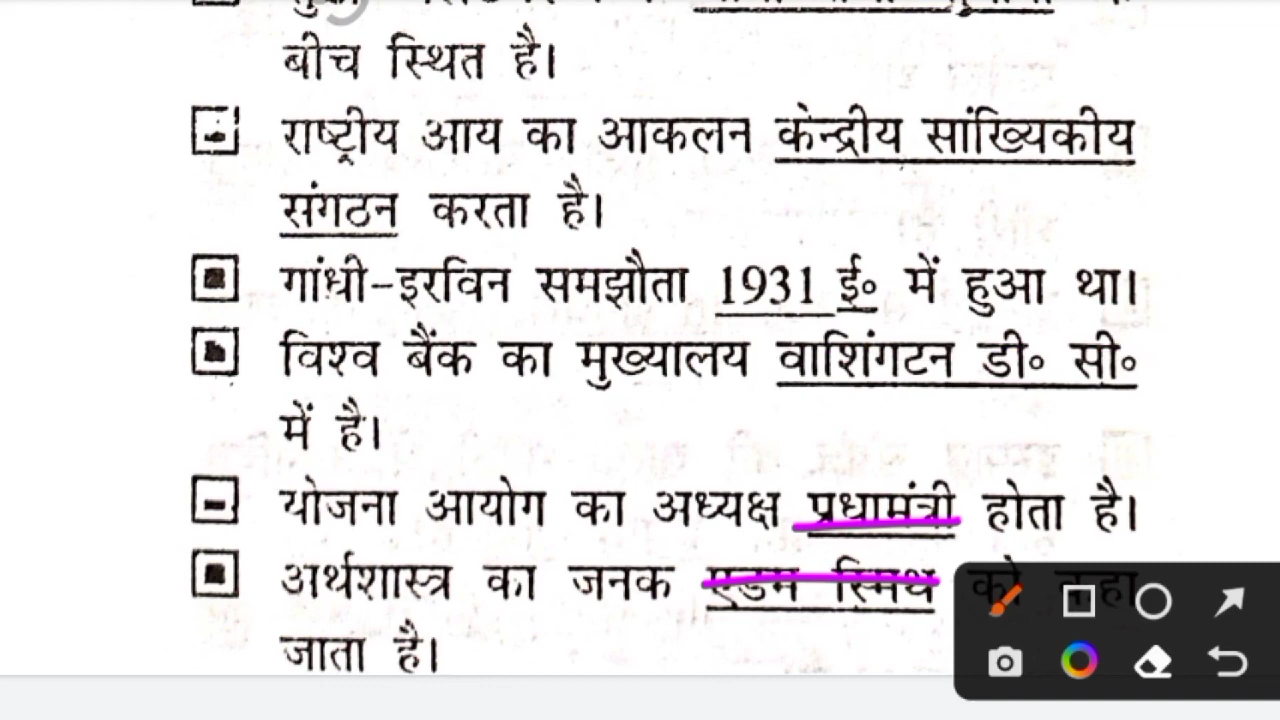 बीच स्थित है।
राष्ट्रीय आय का आकलन केन्द्रीय सांख्यिकीय
संगठन करता है।
गांधी-इरविन समझौता 1931 ई० में हुआ था।
विश्व बैंक का मुख्यालय वाशिंगटन डी० सी०
में है।
योजना आयोग का अध्यक्ष प्रधामंत्री होता है।
अर्थशास्त्र का जनक एडम स्मिथ को कहा
जाता है।